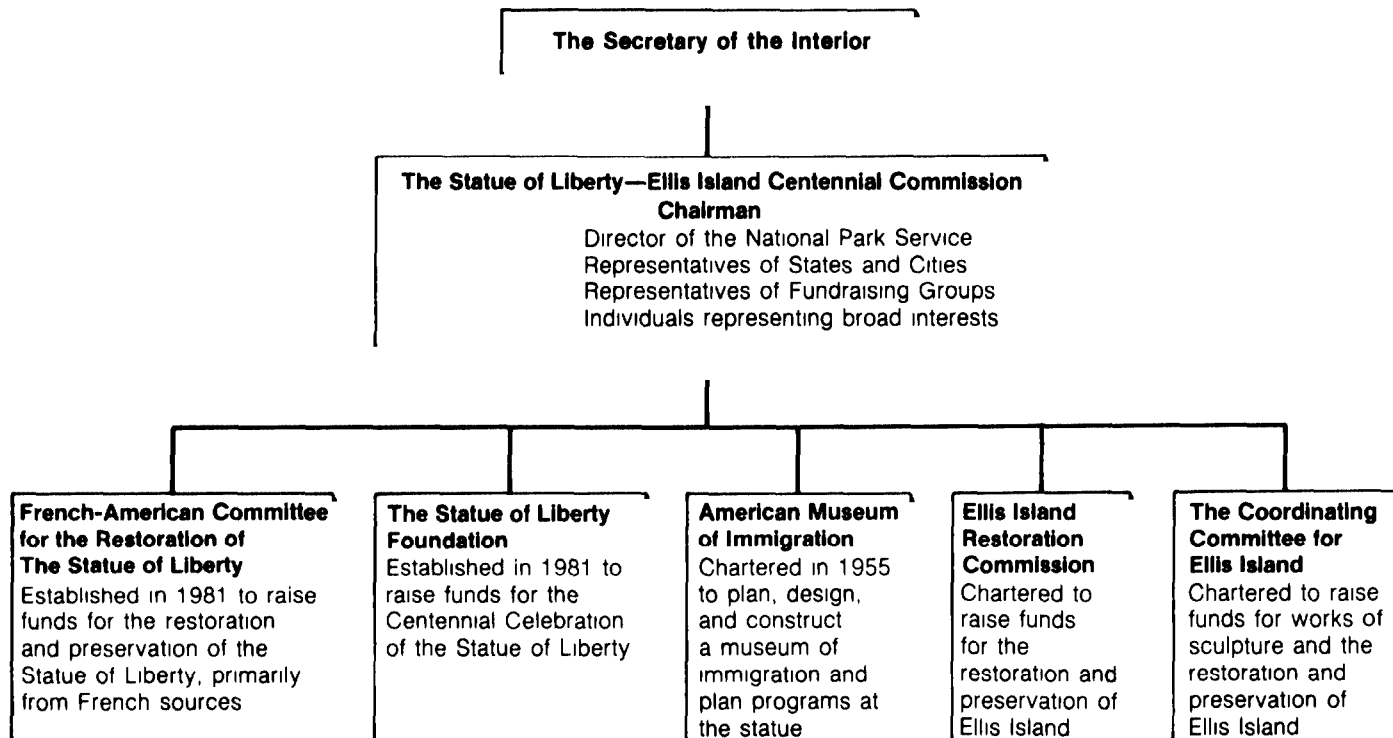 The Secretary of the Interior
The Statue of Liberty—Ellis Island Centennial Commission
Chairman
Director of the National Park Service
Representatives of States and Cities
Representatives of Fundraising Groups
Individuals representing broad interests
French-American Committee
for the Restoration of
The Statue of Liberty
Established in 1981 to raise
funds for the restoration
and preservation of the
Statue of Liberty, primarily
from French sources
The Statue of Liberty
Foundation
Established in 1981 to
raise funds for the
Centennial Celebration
of the Statue of Liberty
American Museum
of Immigration
Chartered in 1955
to plan, design,
and construct
a museum of
immigration and
plan programs at
the statue
Ellis Island
Restoration
Commission
Chartered to
raise funds
for the
restoration and
preservation of
Ellis Island
The Coordinating
Committee for
Ellis Island
Chartered to raise
funds for works of
sculpture and the
restoration and
preservation of
Ellis Island